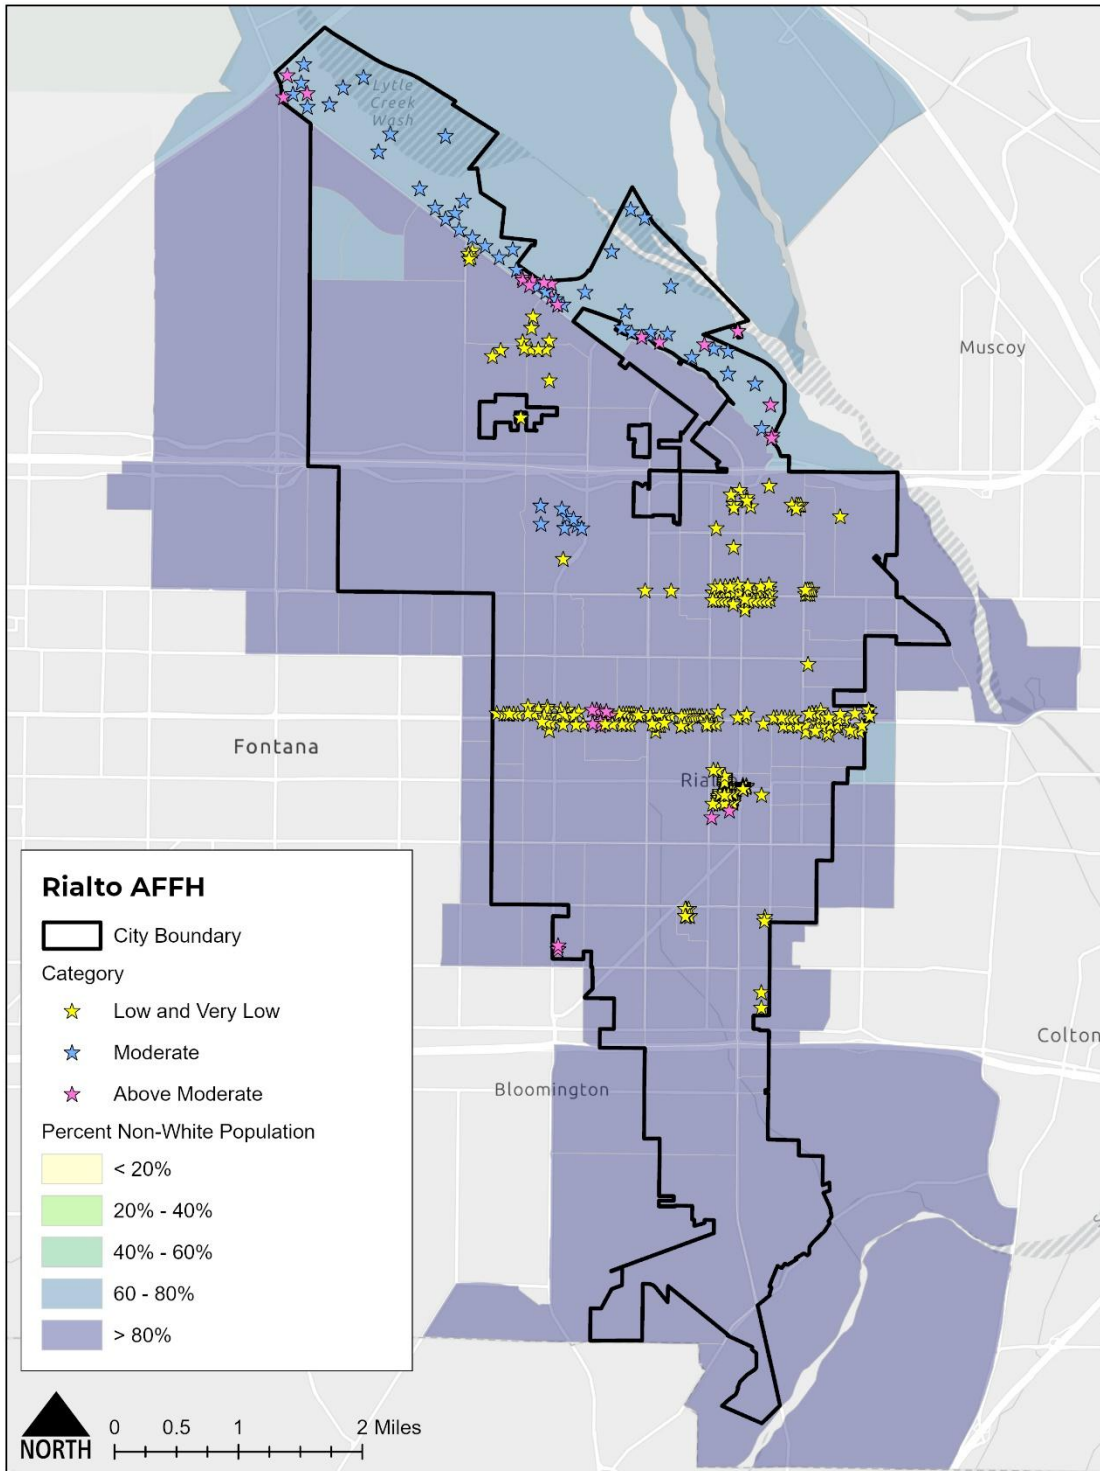 Lytle
Creek
Wash
Muscoy
Fontana
Rialto
Colton
Bloomington
Rialto AFFH
City Boundary
Category
Low and Very Low
Moderate
Above Moderate
Percent Non-White Population
< 20%
20% - 40%
40% - 60%
60 - 80%
> 80%
NORTH
0 0.5 1 2 Miles